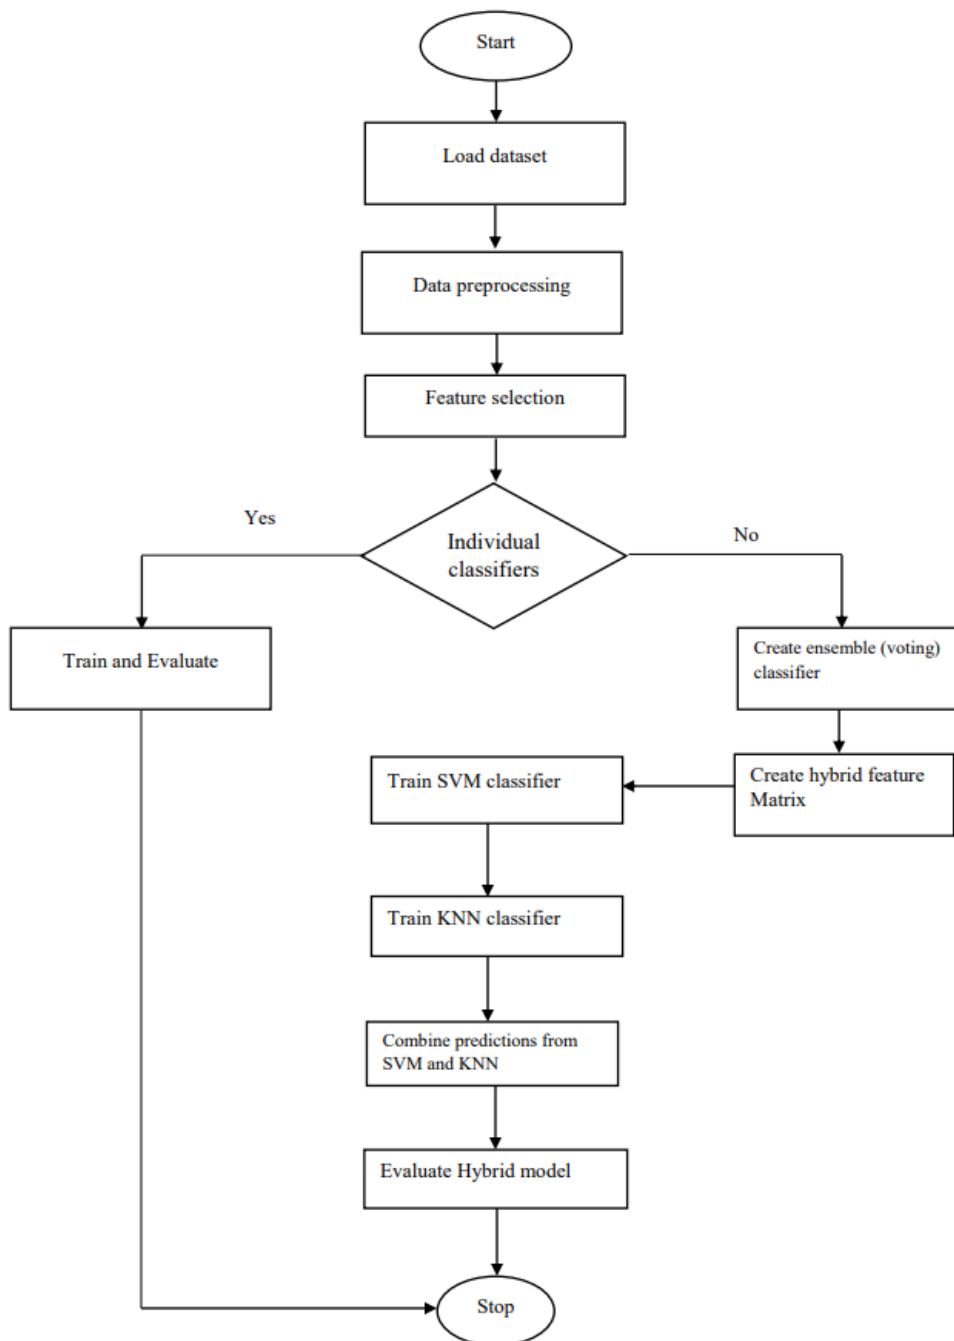 Start
Load dataset
Data preprocessing
Feature selection
Yes
Individual
classifiers
No
Train and Evaluate
Create ensemble (voting)
classifier
Create hybrid feature
Matrix
Train SVM classifier
Train KNN classifier
Combine predictions from
SVM and KNN
Evaluate Hybrid model
Stop